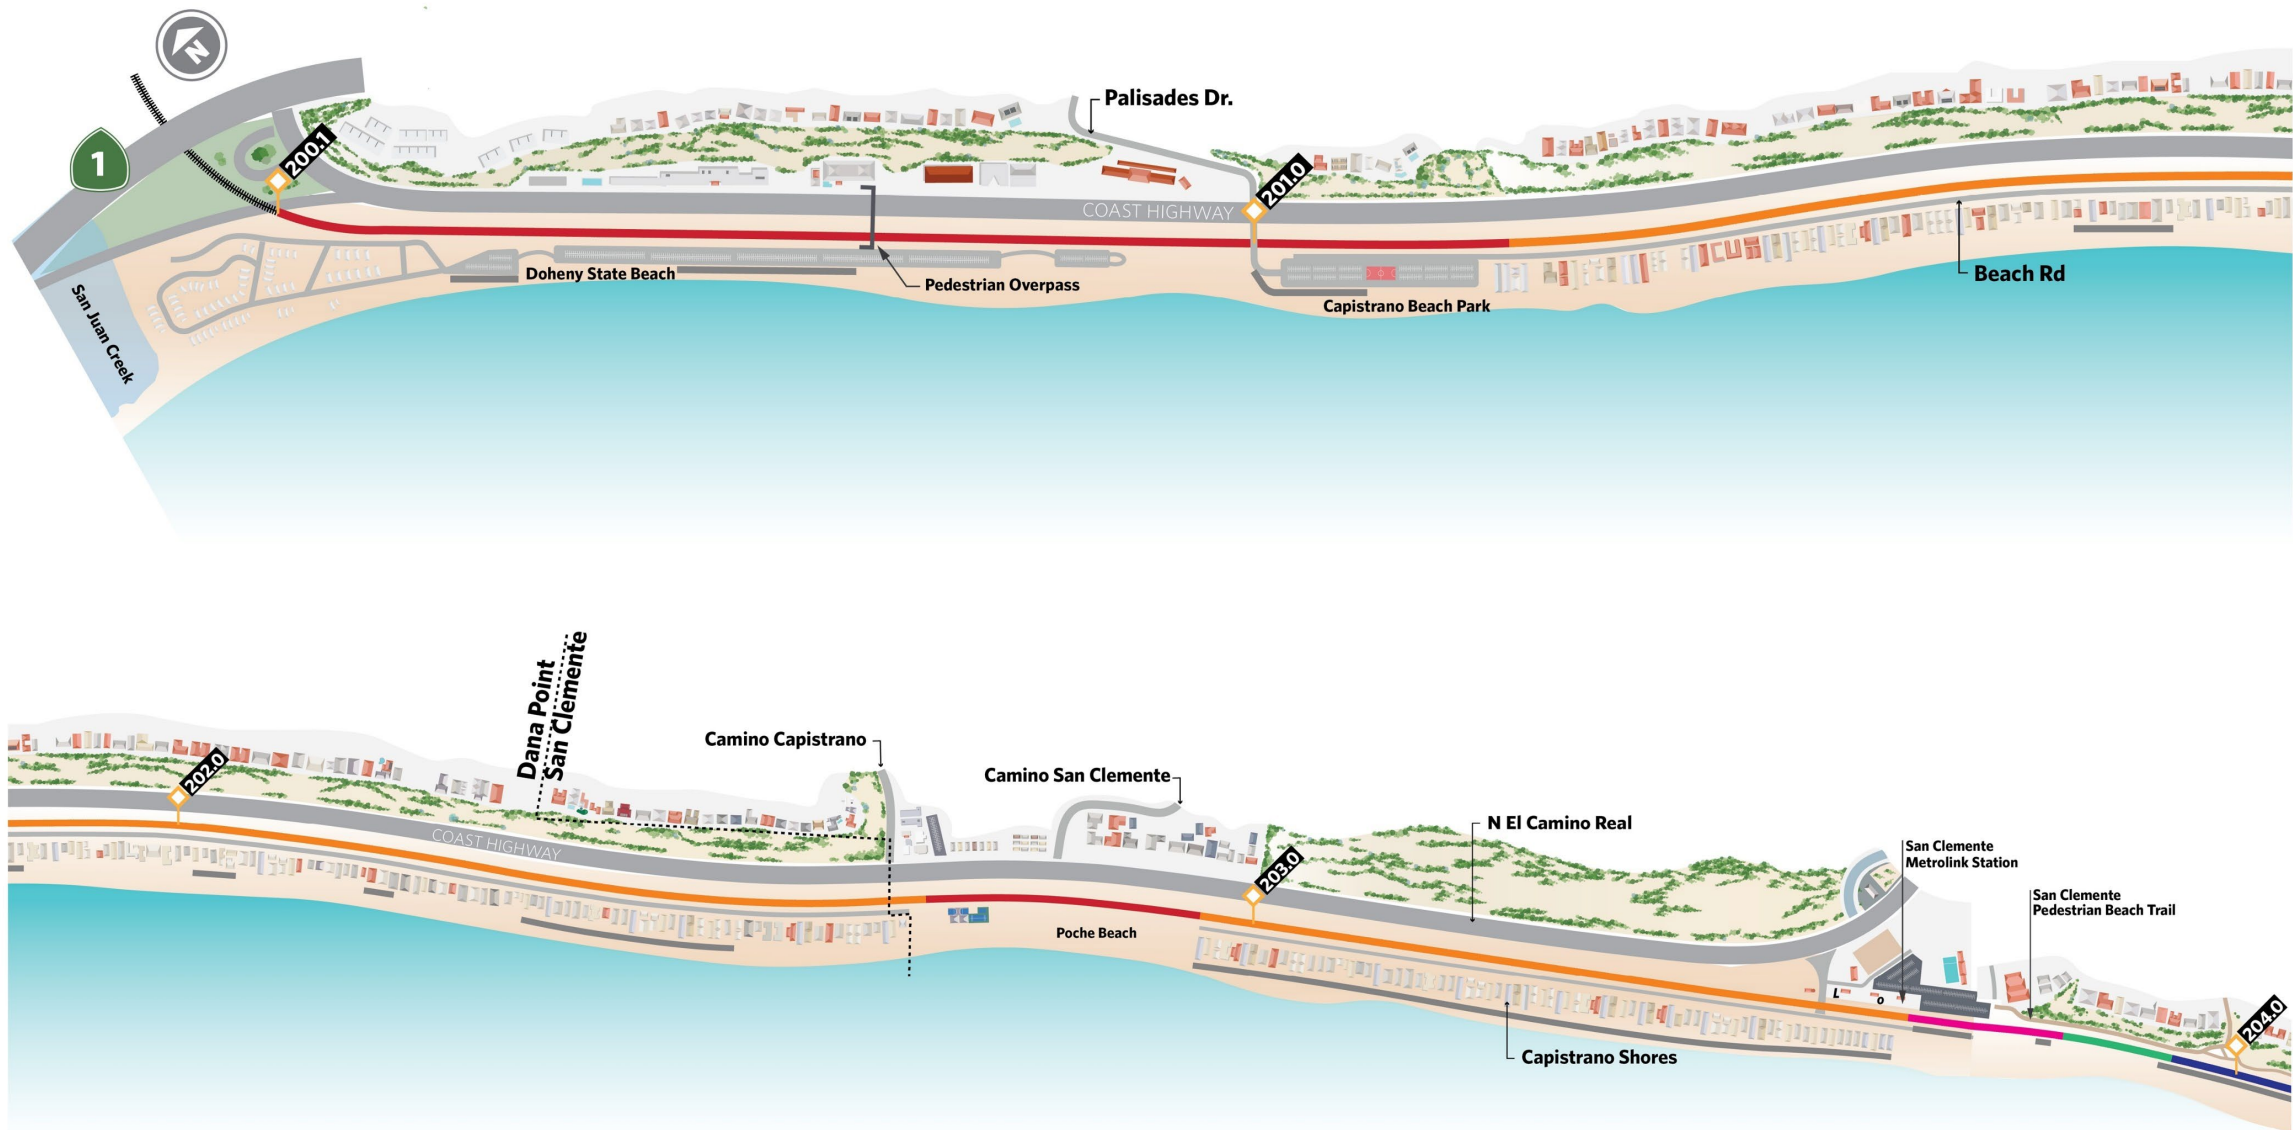 N
1
200.1
Palisades Dr.
201.0
COAST HIGHWAY
Doheny State Beach
Pedestrian Overpass
Capistrano Beach Park
Beach Rd
San Juan Creek
Dana Point
San Clemente
Camino Capistrano
202.0
Camino San Clemente
COAST HIGHWAY
N El Camino Real
203.0
San Clemente
Metrolink Station
San Clemente
Pedestrian Beach Trail
Poche Beach
L
o
204.0
Capistrano Shores